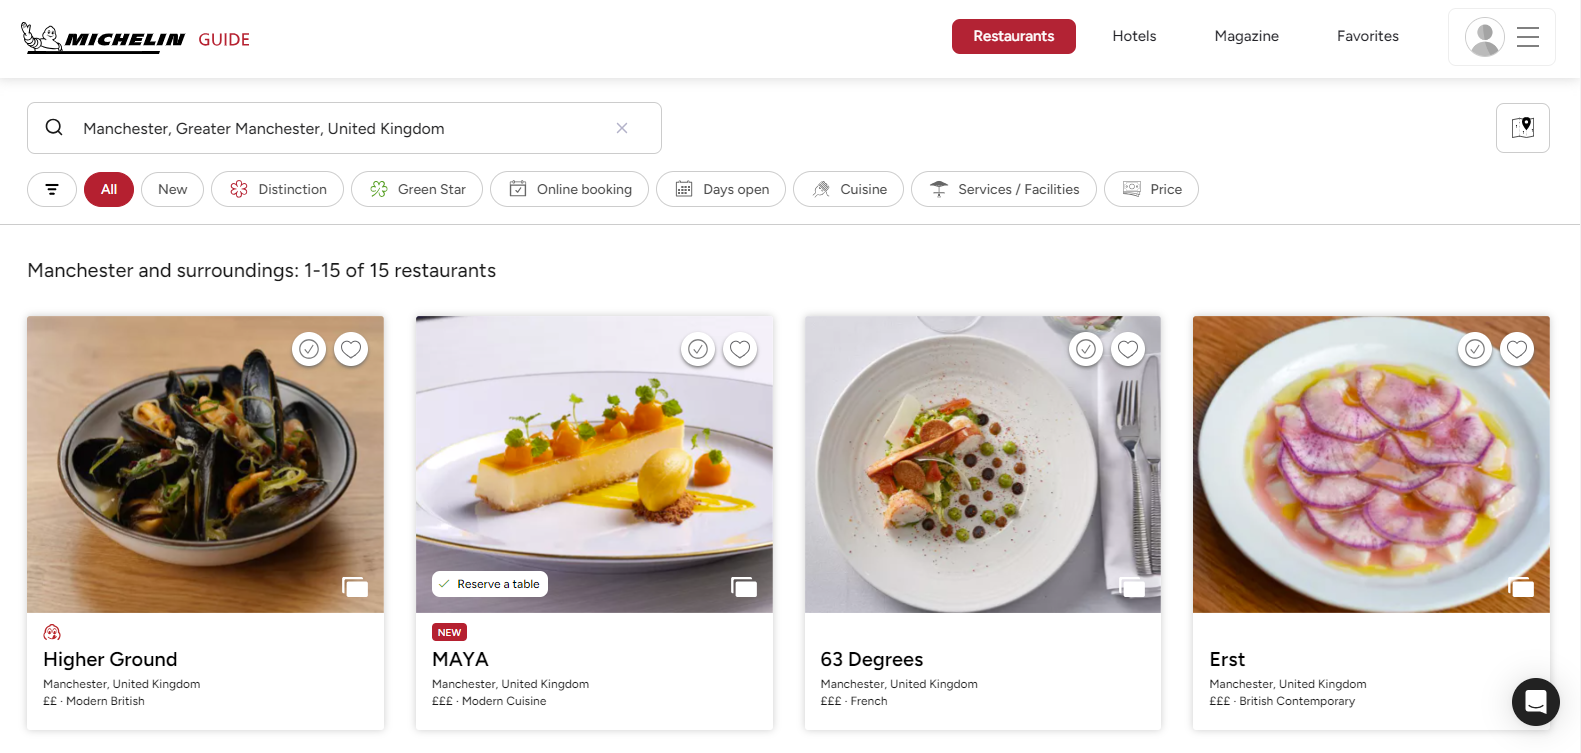 MICHELIN GUIDE
Restaurants
Hotels
Magazine
Favorites
Manchester, Greater Manchester, United Kingdom
All
New
Distinction
Green Star
Online booking
Days open
Cuisine
Services / Facilities
Price
Manchester and surroundings: 1-15 of 15 restaurants
Higher Ground
Manchester, United Kingdom
££ · Modern British
Reserve a table
NEW
MAYA
Manchester, United Kingdom
£££ · Modern Cuisine
63 Degrees
Manchester, United Kingdom
£££ · French
Erst
Manchester, United Kingdom
£££ · British Contemporary